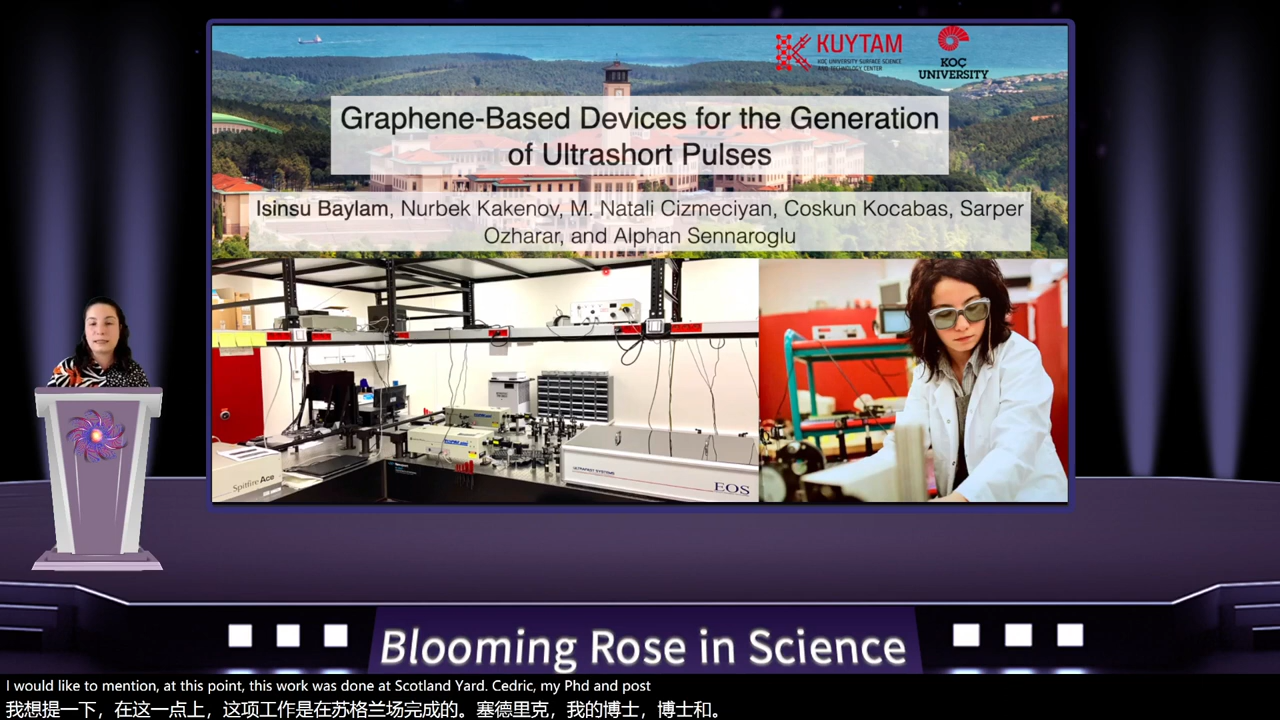 KUYTAM
KOÇ UNIVERSITY SURFACE SCIENCE
AND TECHNOLOGY CENTER
KOÇ
UNIVERSITY
Graphene-Based Devices for the Generation
of Ultrashort Pulses
Isinsu Baylam, Nurbek Kakenov, M. Natali Cizmeciyan, Coskun Kocabas, Sarper
Ozharar, and Alphan Sennaroglu
Spitfire Ace
ULTRAFAST SYSTEMS
EOS
Blooming Rose in Science
I would like to mention, at this point, this work was done at Scotland Yard. Cedric, my Phd and post
我想提一下，在这一点上，这项工作是在苏格兰场完成的。塞德里克，我的博士，博士和。